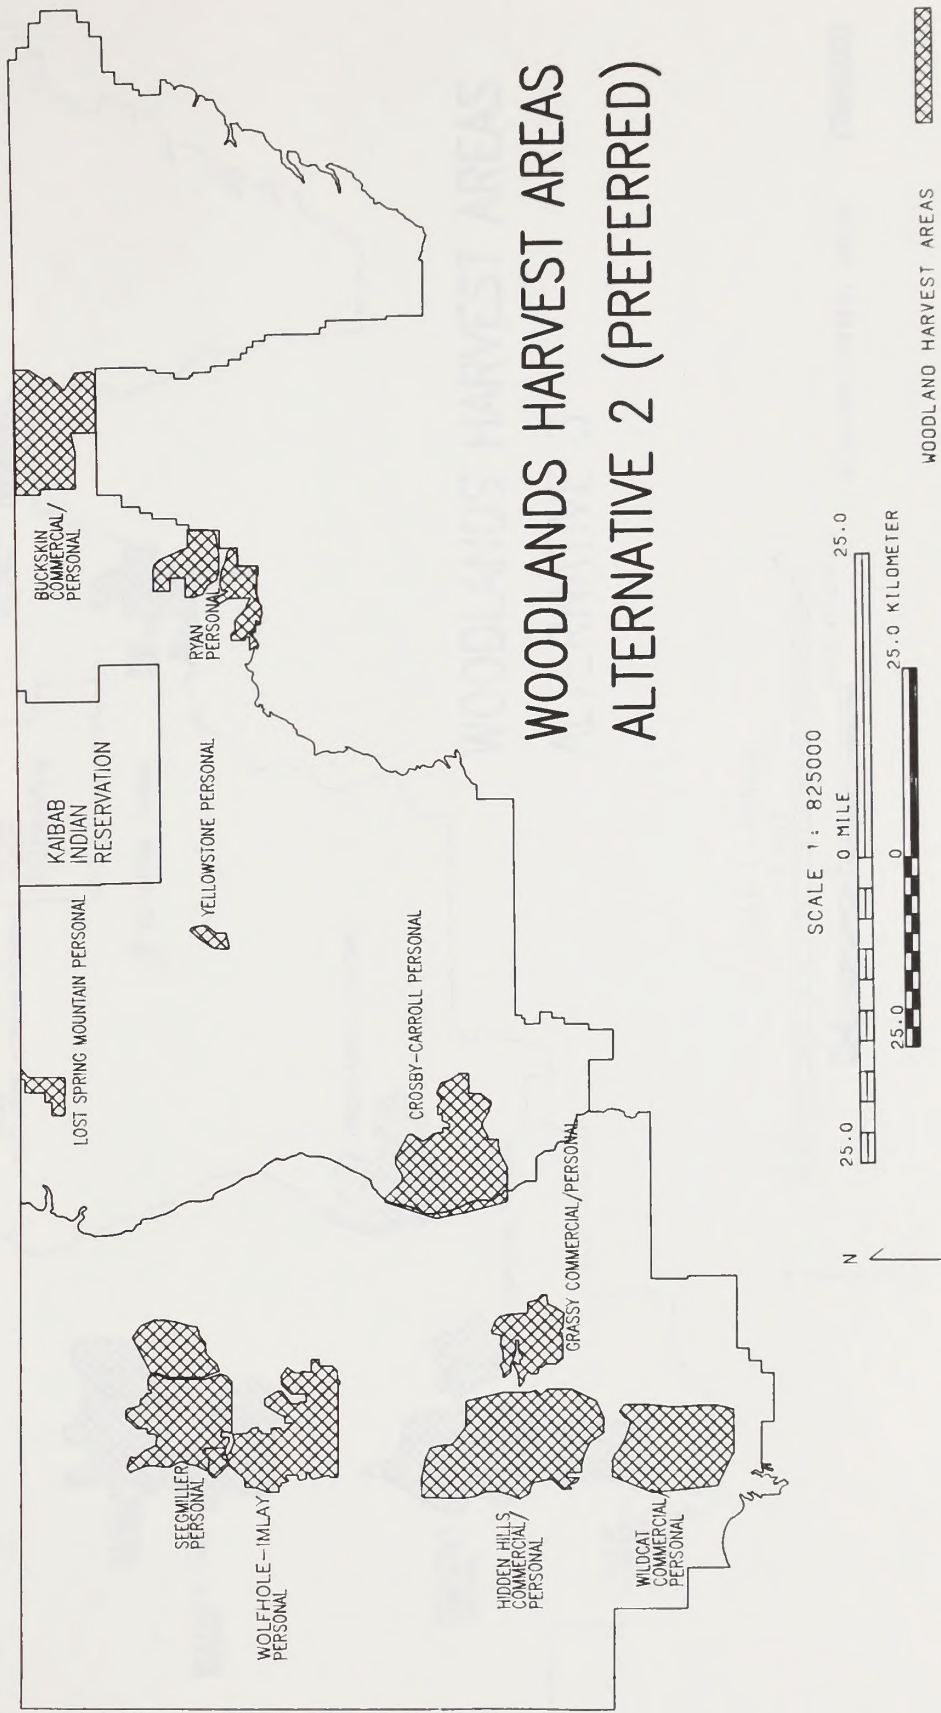 WOODLANDS HARVEST AREAS
ALTERNATIVE 2 (PREFERRED)
BUCKSKIN
COMMERCIAL/
PERSONAL
RYAN
PERSONAL
KAIBAB
INDIAN
RESERVATION
YELLOWSTONE PERSONAL
LOST SPRING MOUNTAIN PERSONAL
CROSBY-CARROLL PERSONAL
GRASSY COMMERCIAL/PERSONAL
SEEGMILLER
PERSONAL
WOLFHOLE-IMLAY
PERSONAL
HIDDEN HILLS
COMMERCIAL/
PERSONAL
WILDCAT
COMMERCIAL/
PERSONAL
N
SCALE 1: 825000
25.0 0 MILE 25.0
25.0 0 25.0 KILOMETER
WOODLAND HARVEST AREAS